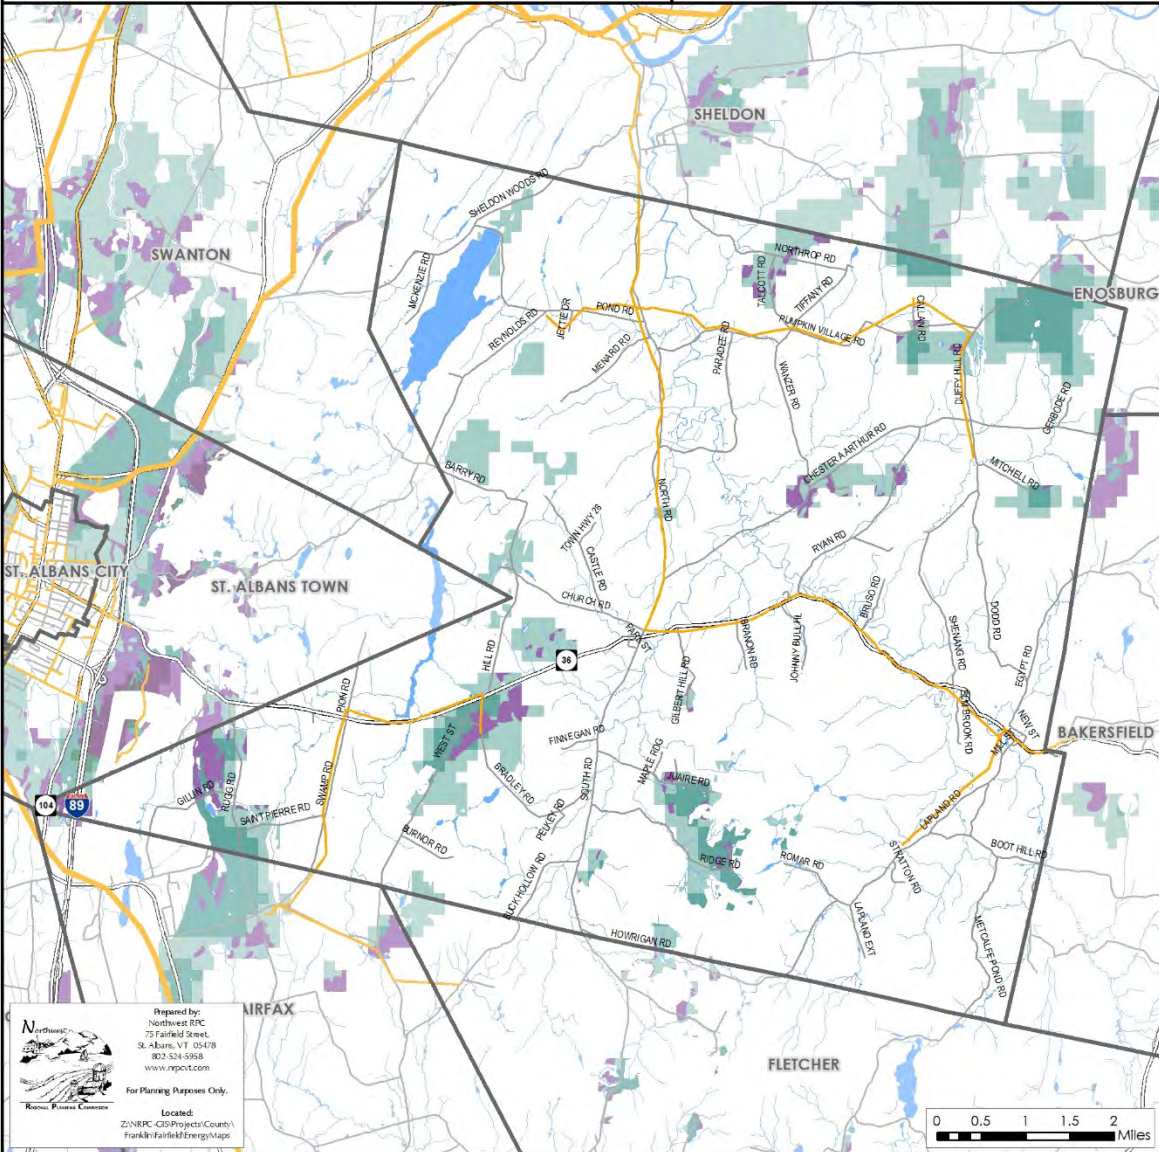 SHELDON
SHELDON WOODS RD
SWANTON
NORTHROP RD
MCKENZIE RD
TALCOTT RD
TIFFANY RD
ENOSBURG
POND RD
JETTIE DR
REYNOLDS RD
PUMPKIN VILLAGE RD
CALLAN RD
MENARD RD
PARADEE RD
WANZER RD
DUFFY HILL RD
GERBODE RD
CHESTER A ARTHUR RD
BARRY RD
MITCHELL RD
NORTH RD
TOWN HWY 28
RYAN RD
CASTLE RD
ST. ALBANS CITY
ST. ALBANS TOWN
CHURCH RD
BRUSO RD
DODD RD
SHENANG RD
PARK ST
BRANON RD
JOHNNY BULL HL
HILL RD
36
EGYPT RD
GILBERT HILL RD
PION RD
ELM BROOK RD
NEW ST
WEST ST
FINNEGAN RD
BAKERSFIELD
MAPLE RDG
JUAIRE RD
SOUTH RD
BRADLEY RD
SWAMP RD
RUGG RD
GILLIN RD
104
89
SAINT PIERRE RD
LAPLAND RD
PELKEY RD
BURNOR RD
BOOT HILL RD
RIDGE RD
ROMAR RD
STRATTON RD
BUCK HOLLOW RD
LAPLAND EXT
METCALFE POND RD
HOWRIGAN RD
AIRFAX
FLETCHER
Northwest
REGIONAL PLANNING COMMISSION
Prepared by:
Northwest RPC
75 Fairfield Street,
St. Albans, VT 05478
802-524-5958
www.nrpcvt.com
For Planning Purposes Only.
Located:
Z:\NRPC-GIS\Projects\County\
Franklin\Fairfield\EnergyMaps
0 0.5 1 1.5 2
Miles